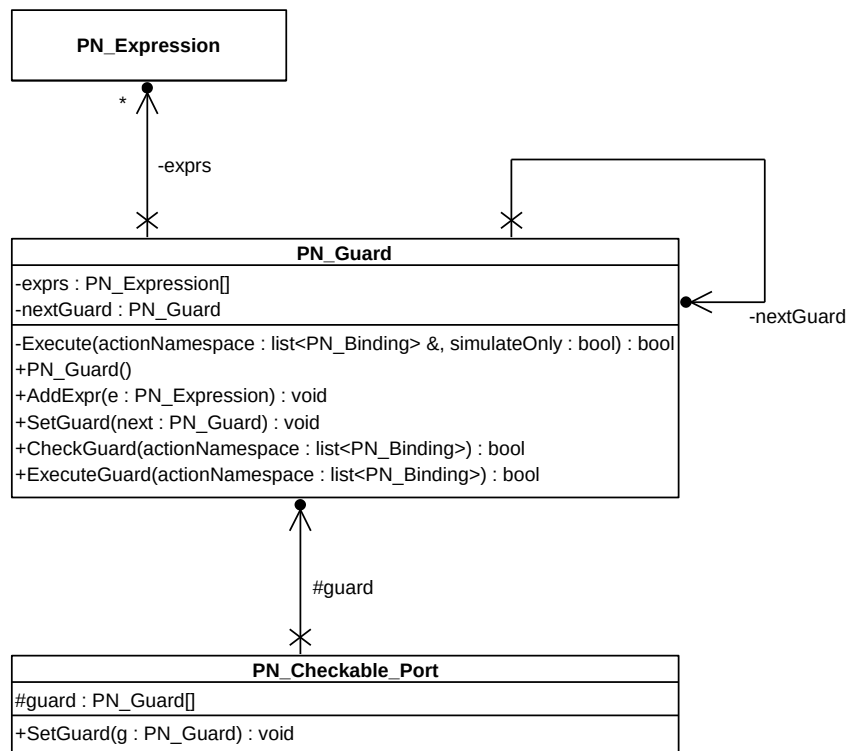 PN_Expression
*
-exprs
PN_Guard
-exprs : PN_Expression[]
-nextGuard : PN_Guard
-nextGuard
-Execute(actionNamespace : list<PN_Binding> &, simulateOnly : bool) : bool
+PN_Guard()
+AddExpr(e : PN_Expression) : void
+SetGuard(next : PN_Guard) : void
+CheckGuard(actionNamespace : list<PN_Binding>) : bool
+ExecuteGuard(actionNamespace : list<PN_Binding>) : bool
#guard
PN_Checkable_Port
#guard : PN_Guard[]
+SetGuard(g : PN_Guard) : void